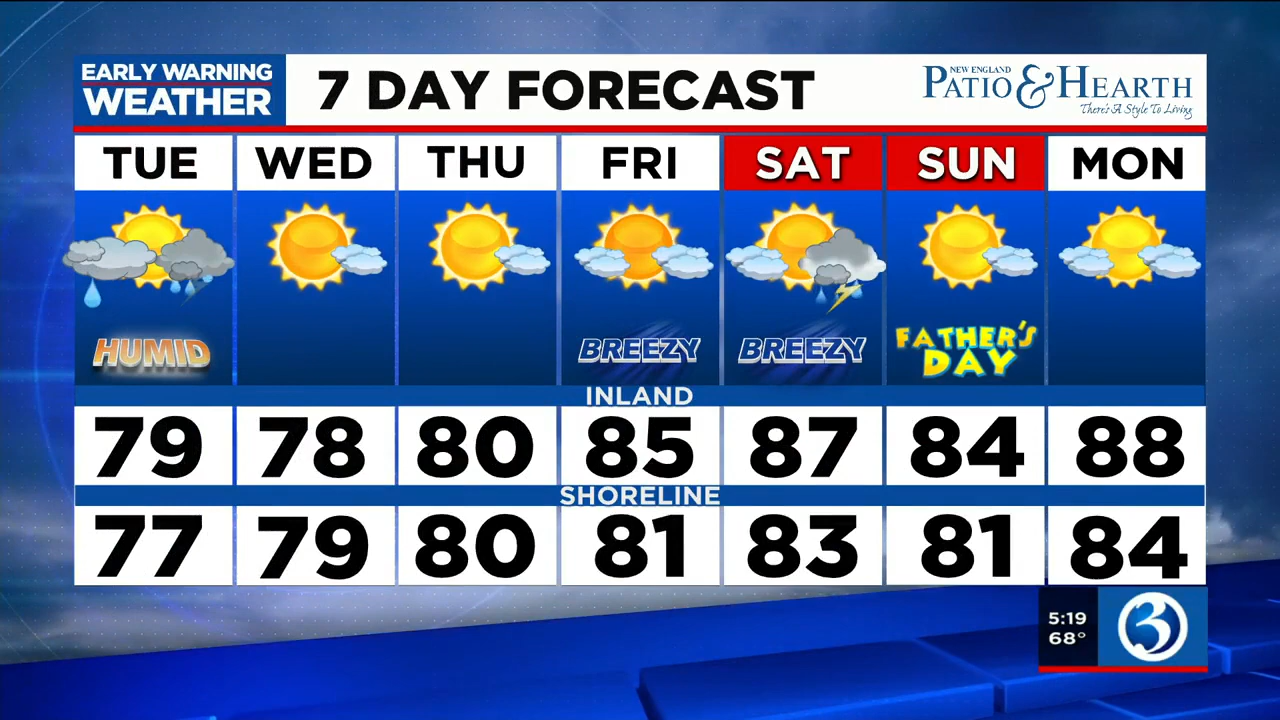 EARLY WARNING
WEATHER
7 DAY FORECAST
NEW ENGLAND
PATIO & HEARTH
There's A Style To Living
TUE WED THU FRI SAT SUN MON
HUMID BREEZY BREEZY FATHER'S DAY
INLAND
79 78 80 85 87 84 88
SHORELINE
77 79 80 81 83 81 84
5:19
68°
3